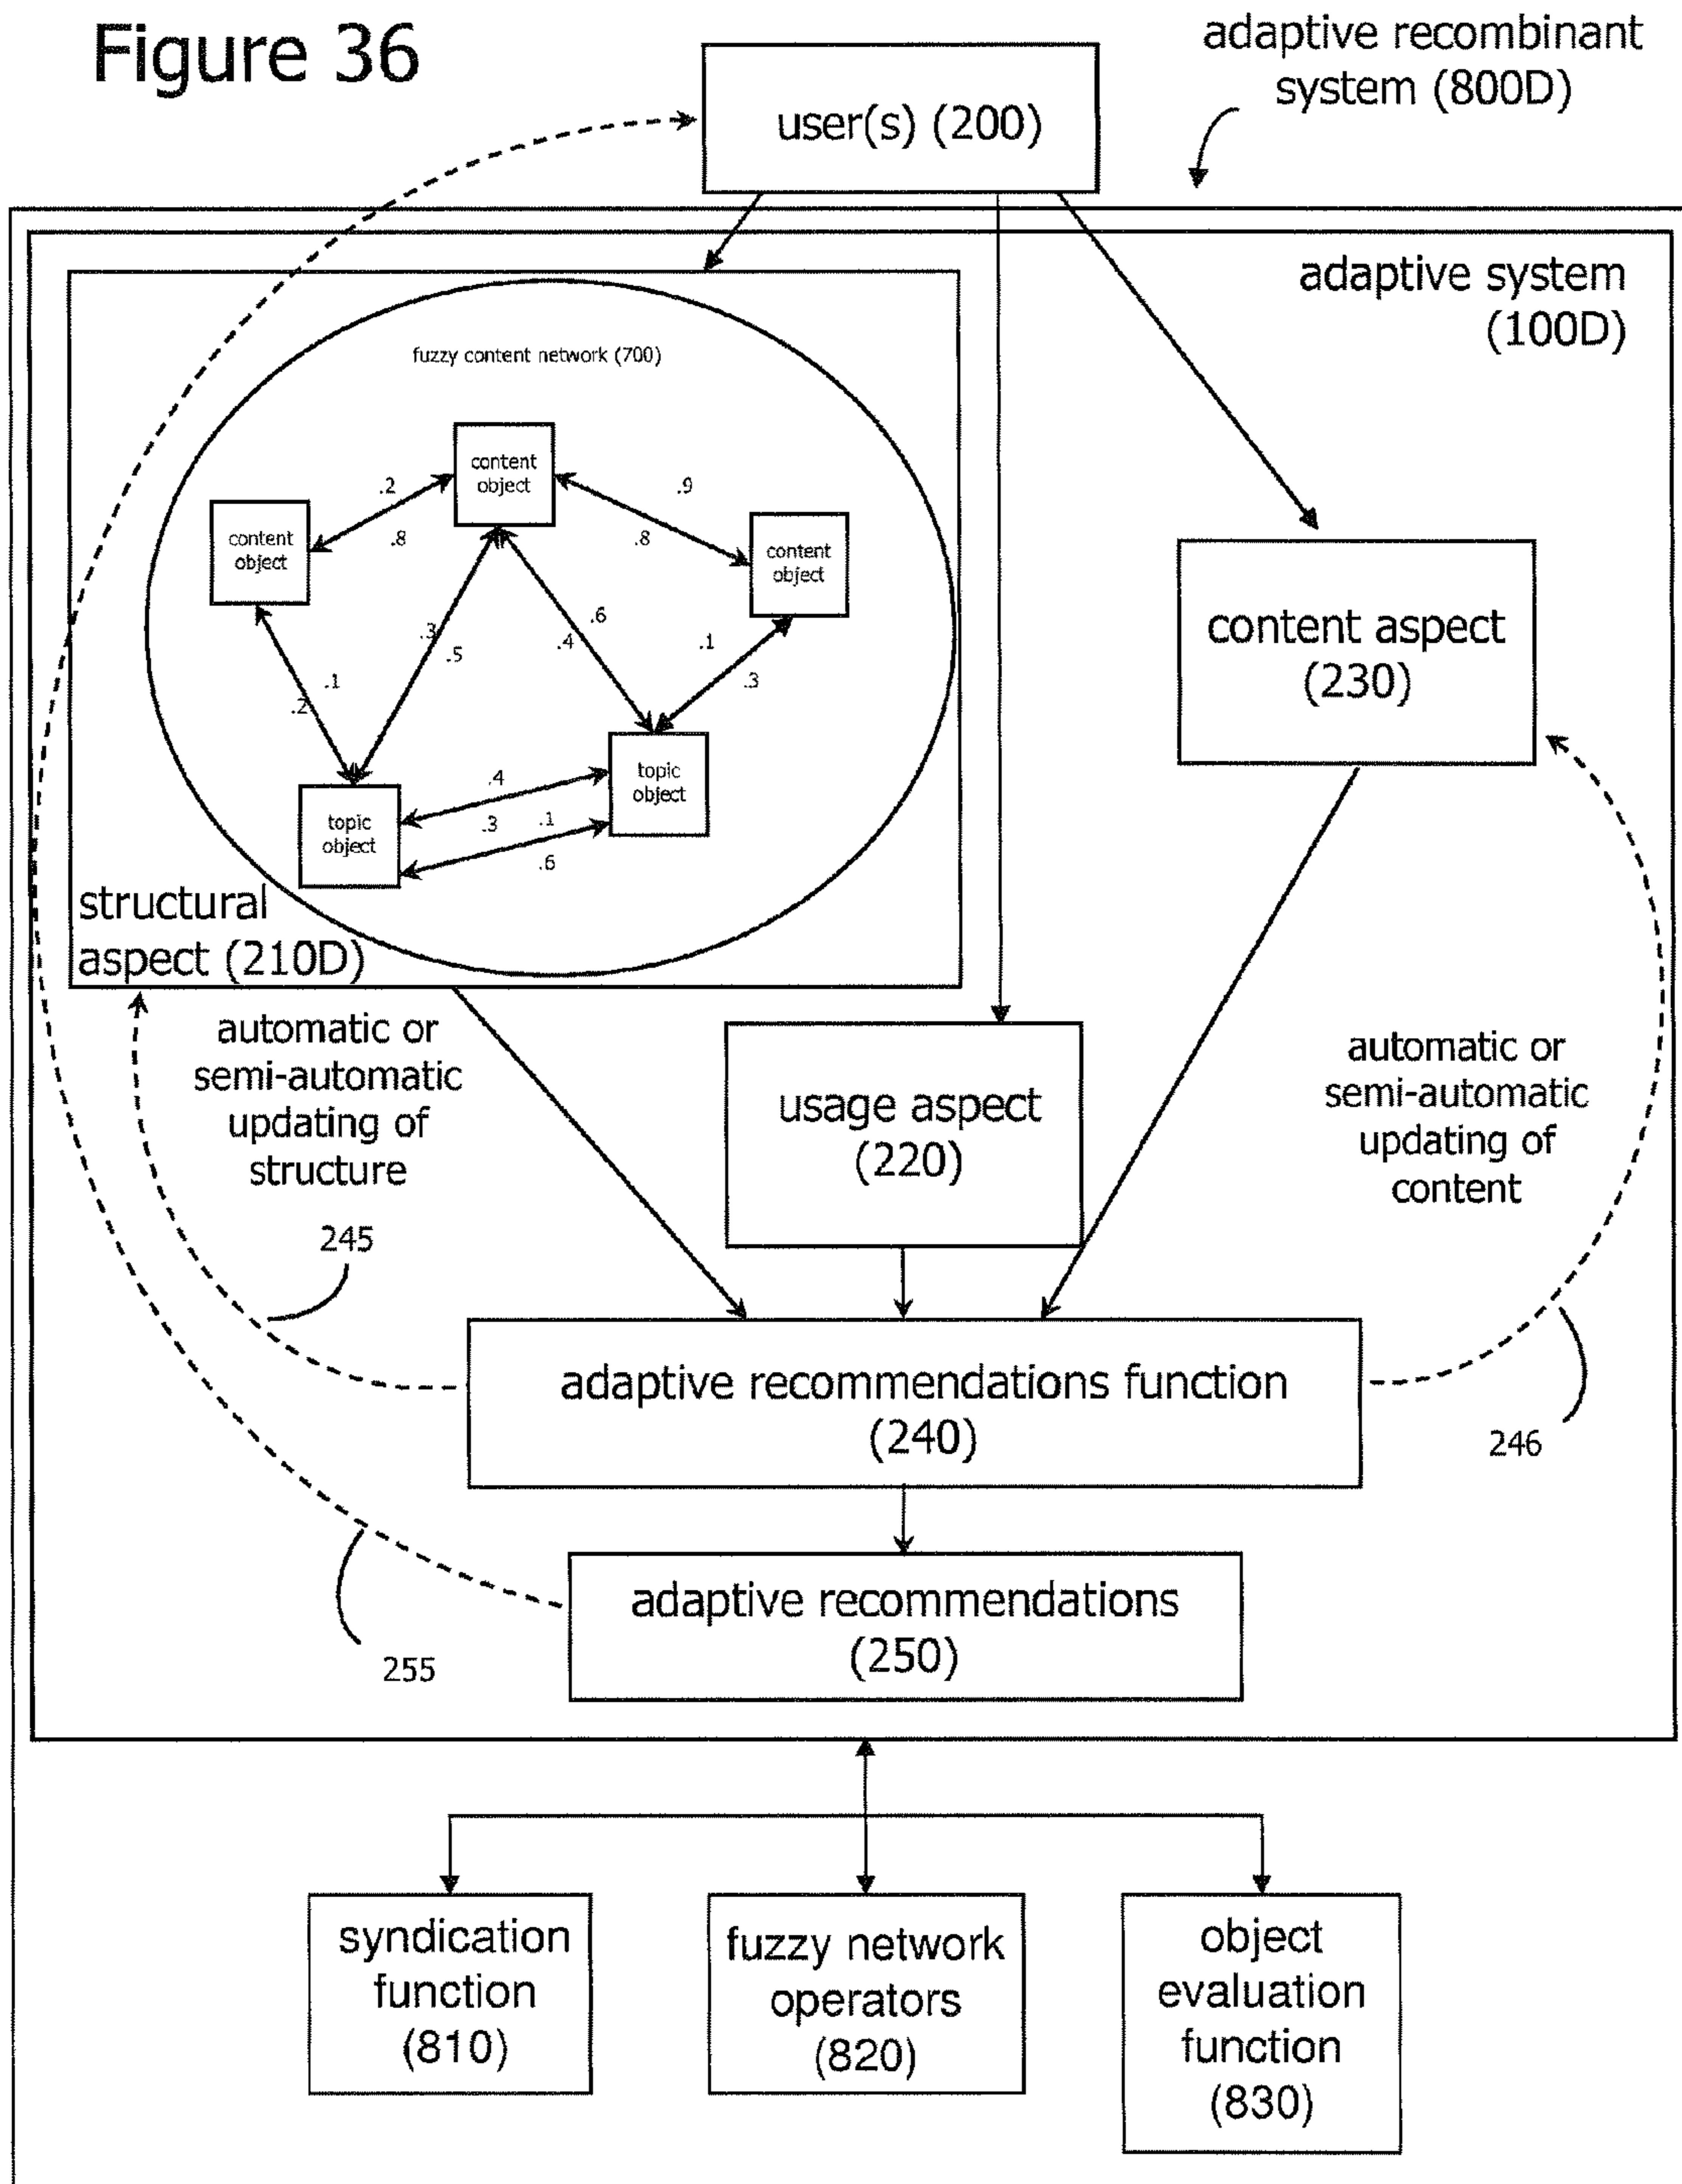 Figure 36
adaptive recombinant
system (800D)
user(s) (200)
adaptive system
(100D)
fuzzy content network (700)
content
object
.2
.9
content
object
.8
.8
content
object
.3
.5
.6
.4
.1
.3
.1
.2
topic
object
topic
object
.4
.3
.1
.6
content aspect
(230)
structural
aspect (210D)
automatic or
semi-automatic
updating of
structure
usage aspect
(220)
automatic or
semi-automatic
updating of
content
245
adaptive recommendations function
(240)
246
adaptive recommendations
(250)
255
syndication
function
(810)
fuzzy network
operators
(820)
object
evaluation
function
(830)